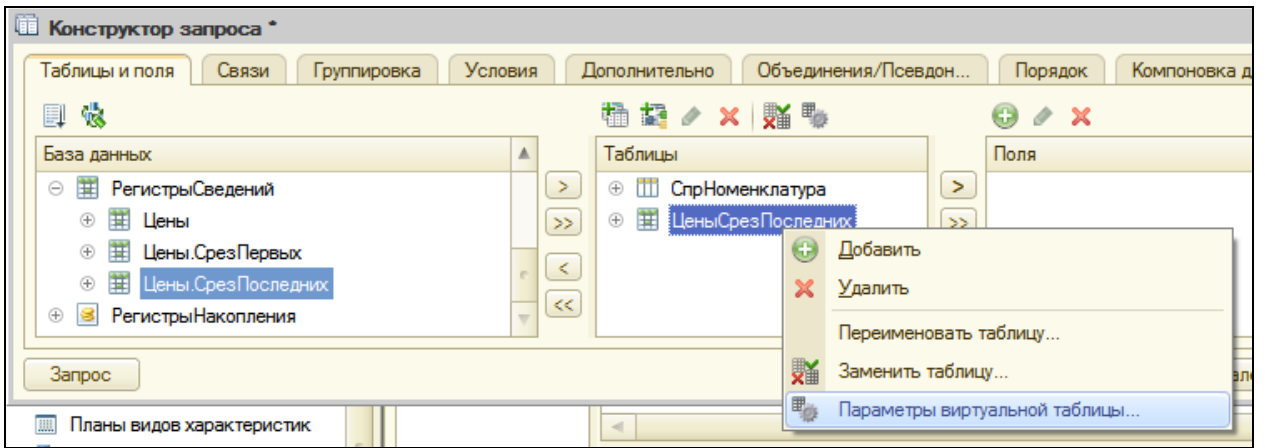 Конструктор запроса *
Таблицы и поля Связи Группировка Условия Дополнительно Объединения/Псевдон... Порядок Компоновка д
База данных Таблицы Поля
РегистрыСведений
Цены
Цены.СрезПервых
Цены.СрезПоследних
РегистрыНакопления
> >> < <<
СпрНоменклатура
ЦеныСрезПоследних
> >>
Добавить
Удалить
Переименовать таблицу...
Заменить таблицу...
Параметры виртуальной таблицы...
Запрос
Планы видов характеристик